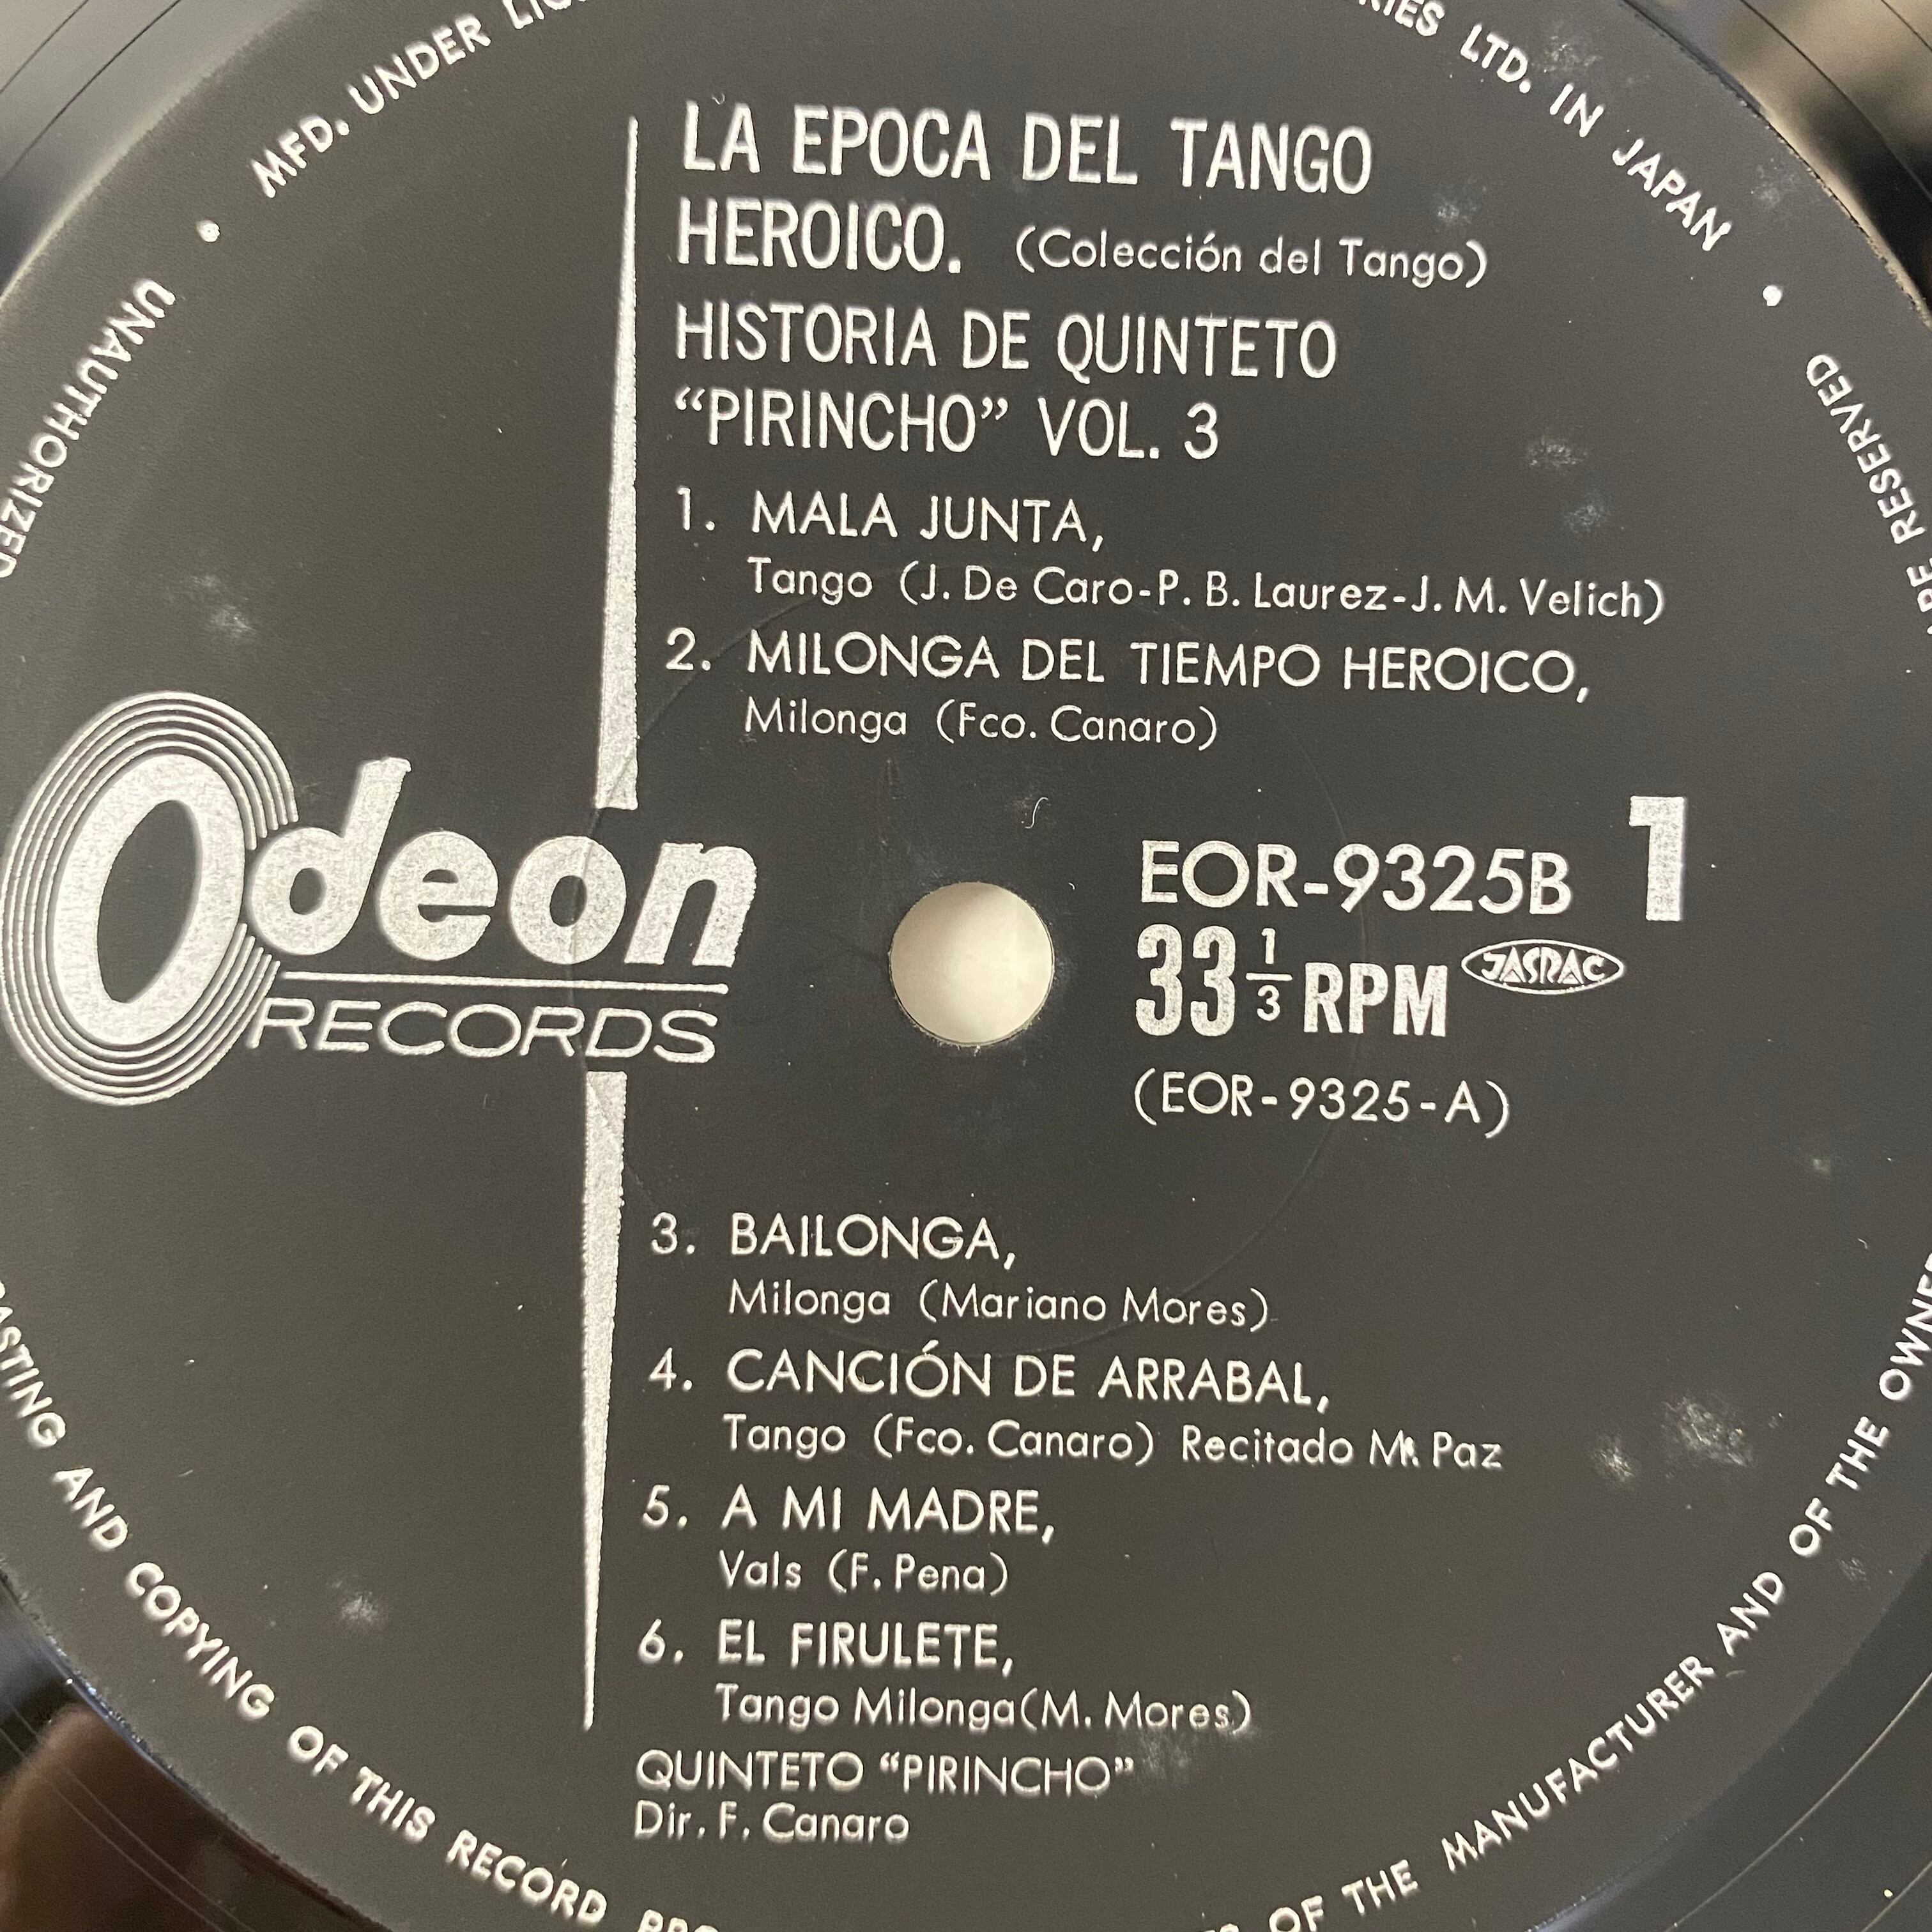 MFD. UNDER
LTD. IN JAPAN
RESERVED
UNAUTHORIZED
LA EPOCA DEL TANGO
HEROICO. (Colección del Tango)
HISTORIA DE QUINTETO
“PIRINCHO” VOL. 3
1. MALA JUNTA,
Tango (J. De Caro-P. B. Laurez-J. M. Velich)
2. MILONGA DEL TIEMPO HEROICO,
Milonga (Fco. Canaro)
Odeon
RECORDS
EOR-9325B 1
33 1/3 RPM JASRAC
(EOR-9325-A)
3. BAILONGA,
Milonga (Mariano Mores)
4. CANCIÓN DE ARRABAL,
Tango (Fco. Canaro) Recitado M. Paz
5. A MI MADRE,
Vals (F. Pena)
6. EL FIRULETE,
Tango Milonga(M. Mores)
QUINTETO “PIRINCHO”
Dir. F. Canaro
AND COPYING OF THIS RECORD
OF THE MANUFACTURER AND OF THE